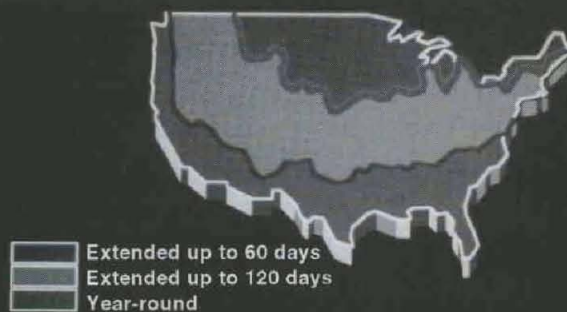 Extended up to 60 days
Extended up to 120 days
Year-round